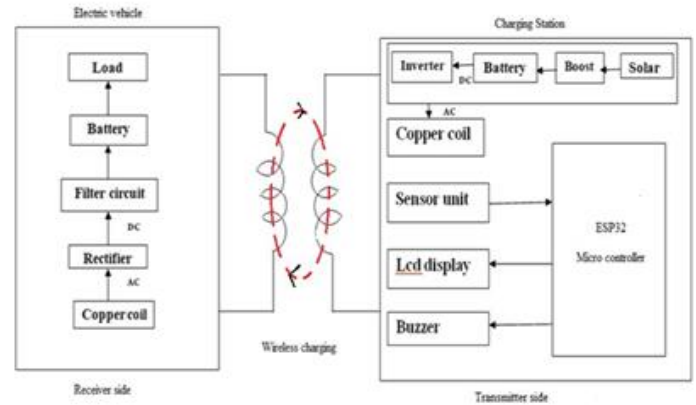 Electric vehicle
Load
Battery
Filter circuit
DC
Rectifier
AC
Copper coil
Receiver side
Wireless charging
Charging Station
Inverter
DC
Battery
Boost
Solar
AC
Copper coil
Sensor unit
Lcd display
Buzzer
ESP32
Micro controller
Transmitter side